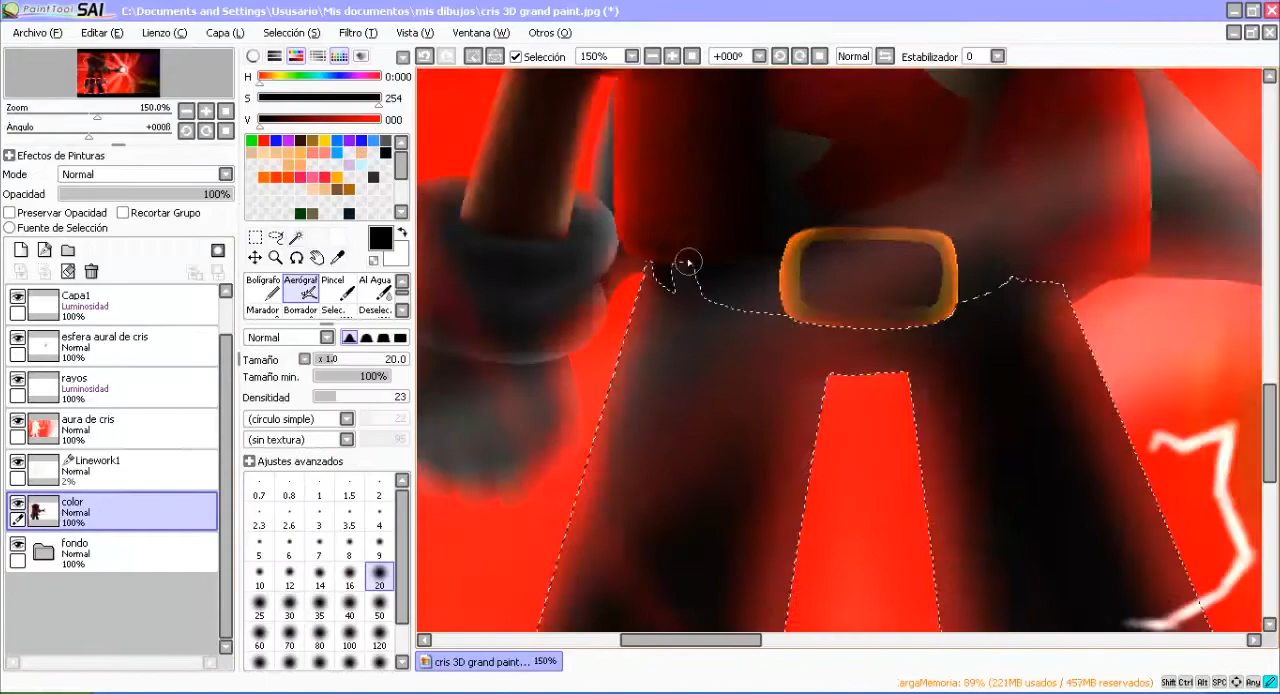 PaintTool SAI C:\Documents and Settings\Ususario\Mis documentos\mis dibujos\cris 3D grand paint.jpg (*)
Archivo (F) Editar (E) Lienzo (C) Capa (L) Selección (S) Filtro (T) Vista (V) Ventana (W) Otros (O)
Selección 150% +000º Normal Estabilizador 0
Zoom 150.0%
Ángulo +000ß
Efectos de Pinturas
Mode Normal
Opacidad 100%
Preservar Opacidad Recortar Grupo
Fuente de Selección
Capa1
Luminosidad
100%
esfera aural de cris
Normal
100%
rayos
Luminosidad
100%
aura de cris
Normal
100%
Linework1
Normal
2%
color
Normal
100%
fondo
Normal
100%
H 0:000
S 254
V 000
Bolígrafo Aerógraf Pincel Al Agua
Marador Borrador Selec. Deselec.
Normal
Tamaño x 1.0 20.0
Tamaño min. 100%
Densitidad 23
(círculo simple) 22
(sin textura) 95
Ajustes avanzados
0.7 0.8 1 1.5 2
2.3 2.6 3 3.5 4
5 6 7 8 9
10 12 14 16 20
25 30 35 40 50
60 70 80 100 120
cris 3D grand paint... 150%
argaMemoria: 89% (221MB usados / 457MB reservados) Shift Ctrl Alt SPC Any